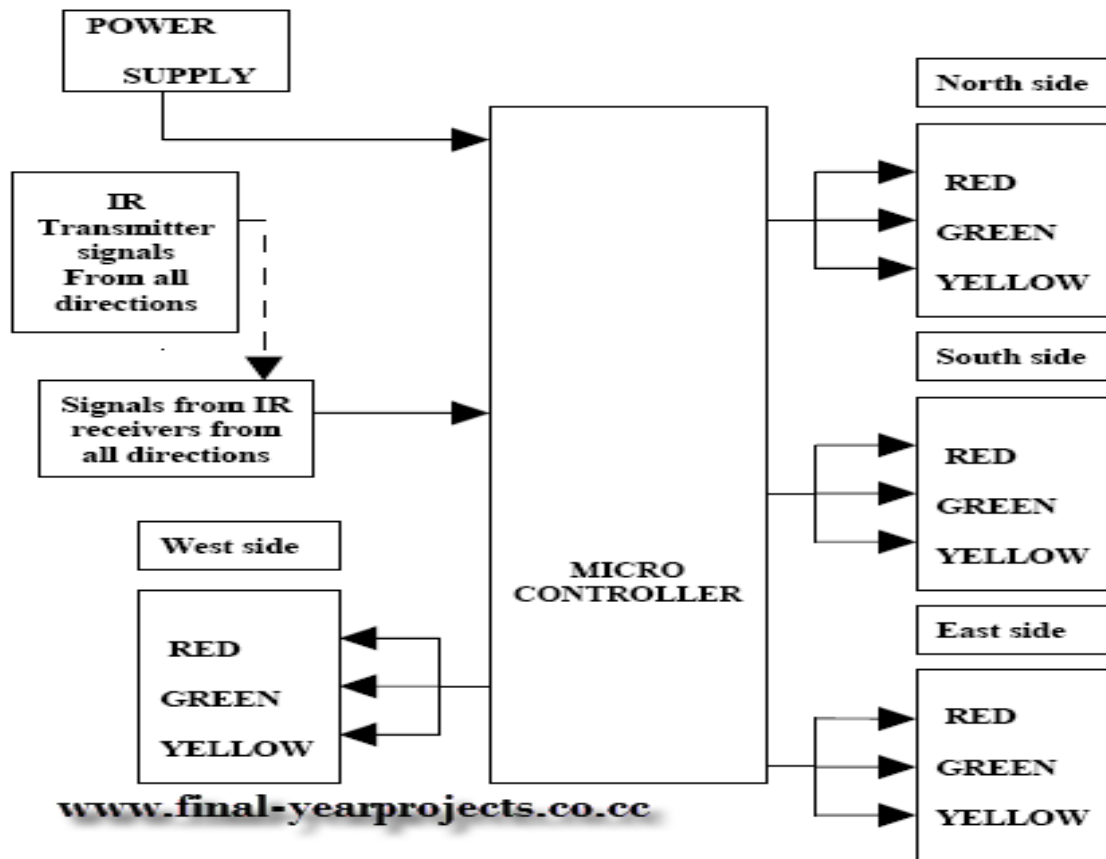 POWER
SUPPLY
IR
Transmitter
signals
From all
directions
Signals from IR
receivers from
all directions
West side
RED
GREEN
YELLOW
MICRO
CONTROLLER
North side
RED
GREEN
YELLOW
South side
RED
GREEN
YELLOW
East side
RED
GREEN
YELLOW
www.final-yearprojects.co.cc